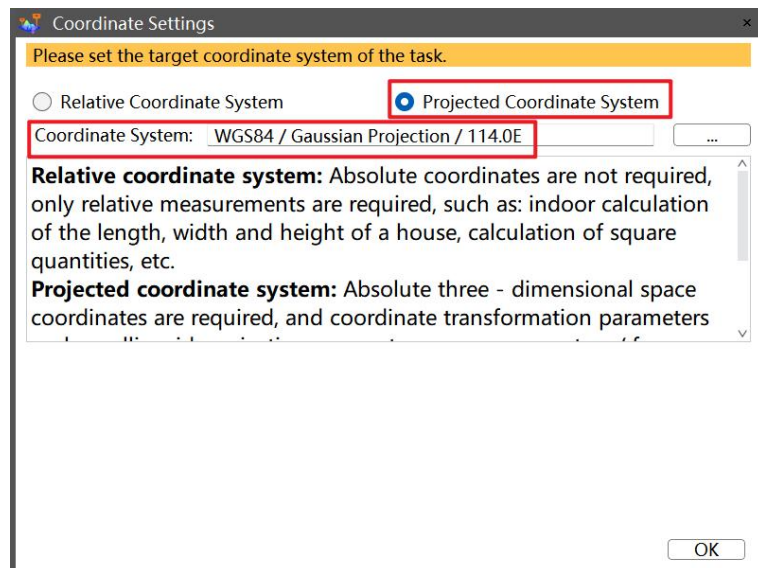 Coordinate Settings
Please set the target coordinate system of the task.
Relative Coordinate System Projected Coordinate System
Coordinate System: WGS84 / Gaussian Projection / 114.0E ...
Relative coordinate system: Absolute coordinates are not required,
only relative measurements are required, such as: indoor calculation
of the length, width and height of a house, calculation of square
quantities, etc.
Projected coordinate system: Absolute three - dimensional space
coordinates are required, and coordinate transformation parameters
OK